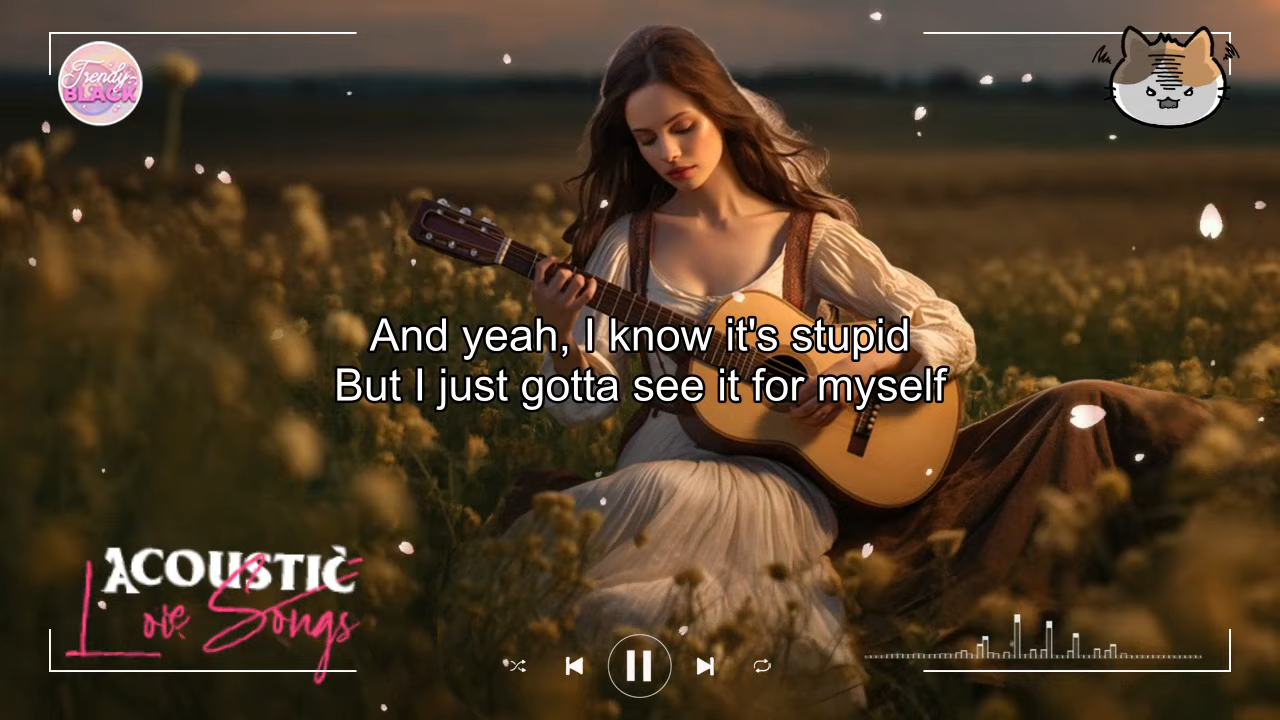 Trendy
BLACK
And yeah, I know it's stupid
But I just gotta see it for myself
ACOUSTIC
Love Songs